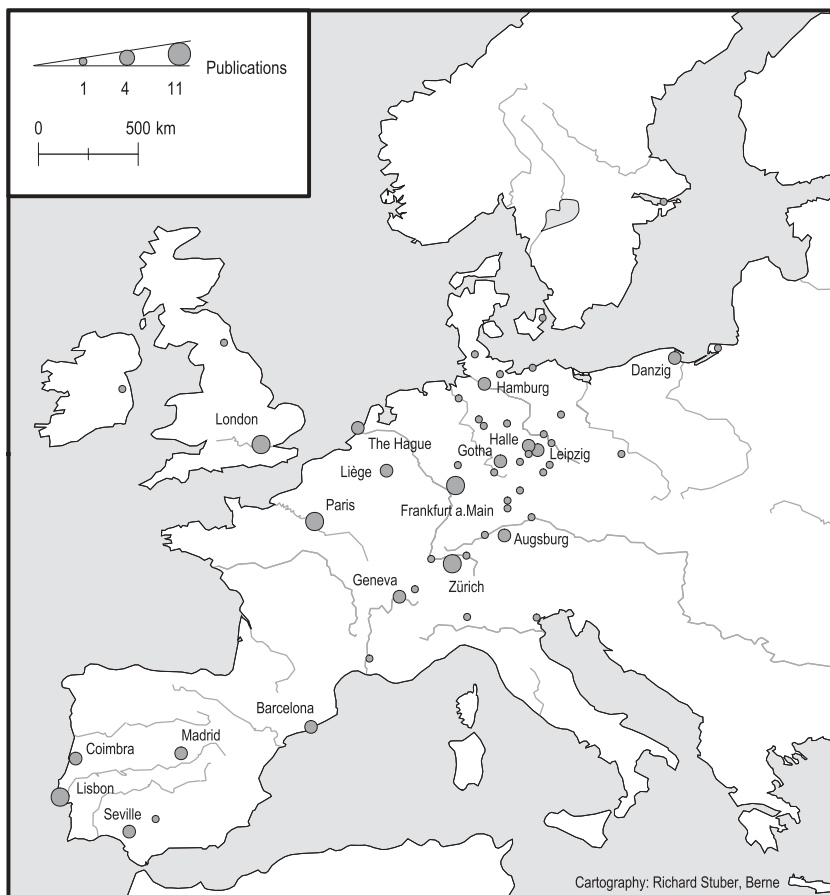 Publications
1 4 11
0 500 km
London
The Hague
Liège
Paris
Hamburg
Danzig
Halle
Gotha
Leipzig
Frankfurt a.Main
Augsburg
Geneva
Zürich
Barcelona
Coimbra
Madrid
Lisbon
Seville
Cartography: Richard Stuber, Berne